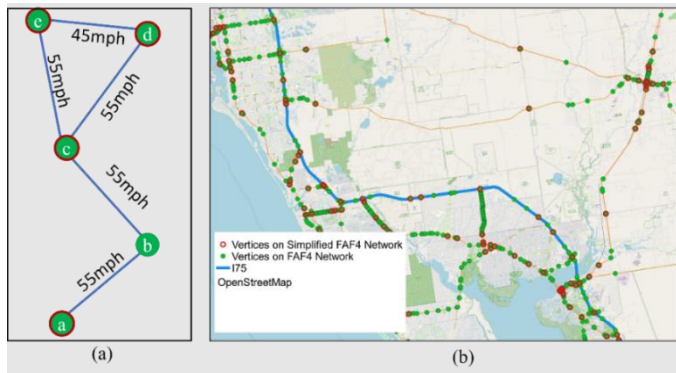 e
d
45mph
55mph
55mph
c
55mph
b
55mph
a
(a)
Vertices on Simplified FAF4 Network
Vertices on FAF4 Network
I75
OpenStreetMap
(b)